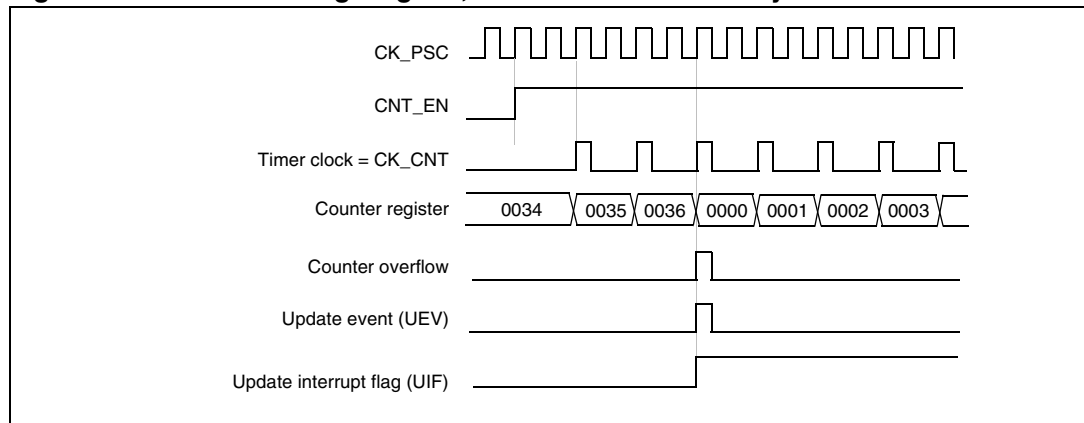 CK_PSC
CNT_EN
Timer clock = CK_CNT
Counter register 0034 0035 0036 0000 0001 0002 0003
Counter overflow
Update event (UEV)
Update interrupt flag (UIF)